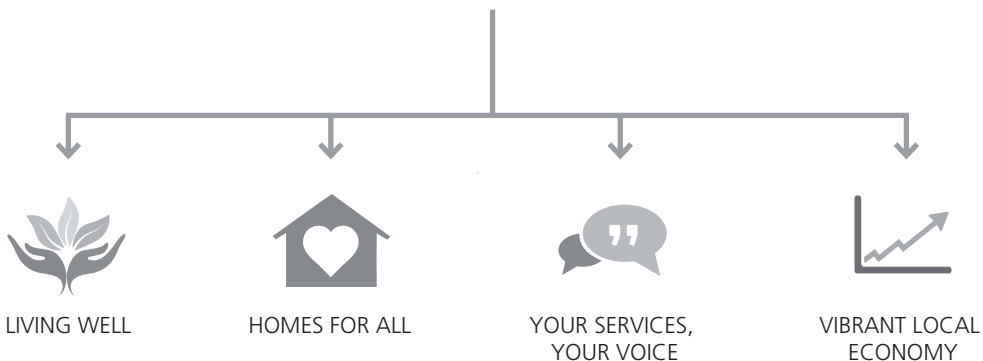 LIVING WELL
HOMES FOR ALL
YOUR SERVICES,
YOUR VOICE
VIBRANT LOCAL
ECONOMY